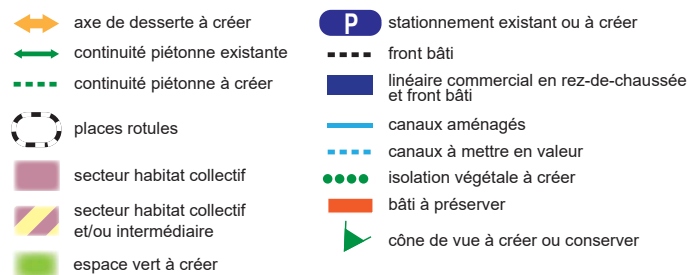 axe de desserte à créer
continuité piétonne existante
continuité piétonne à créer
places rotules
secteur habitat collectif
secteur habitat collectif
et/ou intermédiaire
espace vert à créer
P
stationnement existant ou à créer
front bâti
linéaire commercial en rez-de-chaussée
et front bâti
canaux aménagés
canaux à mettre en valeur
isolation végétale à créer
bâti à préserver
cône de vue à créer ou conserver